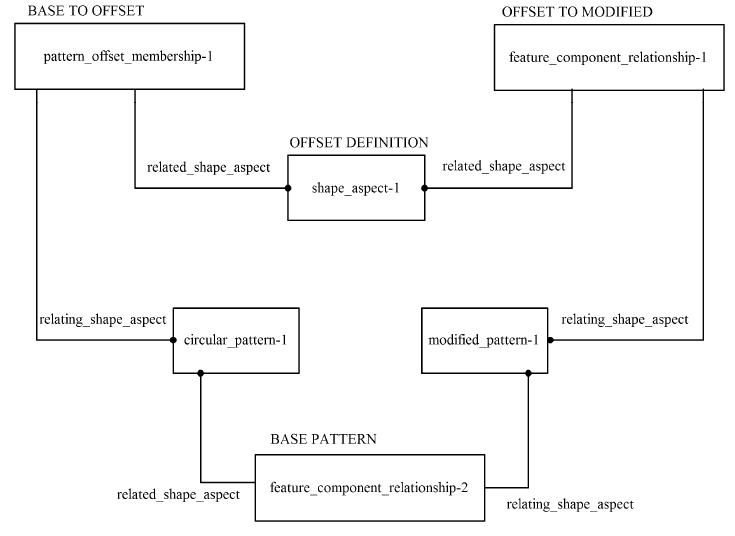 BASE TO OFFSET
OFFSET TO MODIFIED
pattern_offset_membership-1
feature_component_relationship-1
OFFSET DEFINITION
related_shape_aspect
related_shape_aspect
shape_aspect-1
relating_shape_aspect
relating_shape_aspect
circular_pattern-1
modified_pattern-1
BASE PATTERN
feature_component_relationship-2
related_shape_aspect
relating_shape_aspect